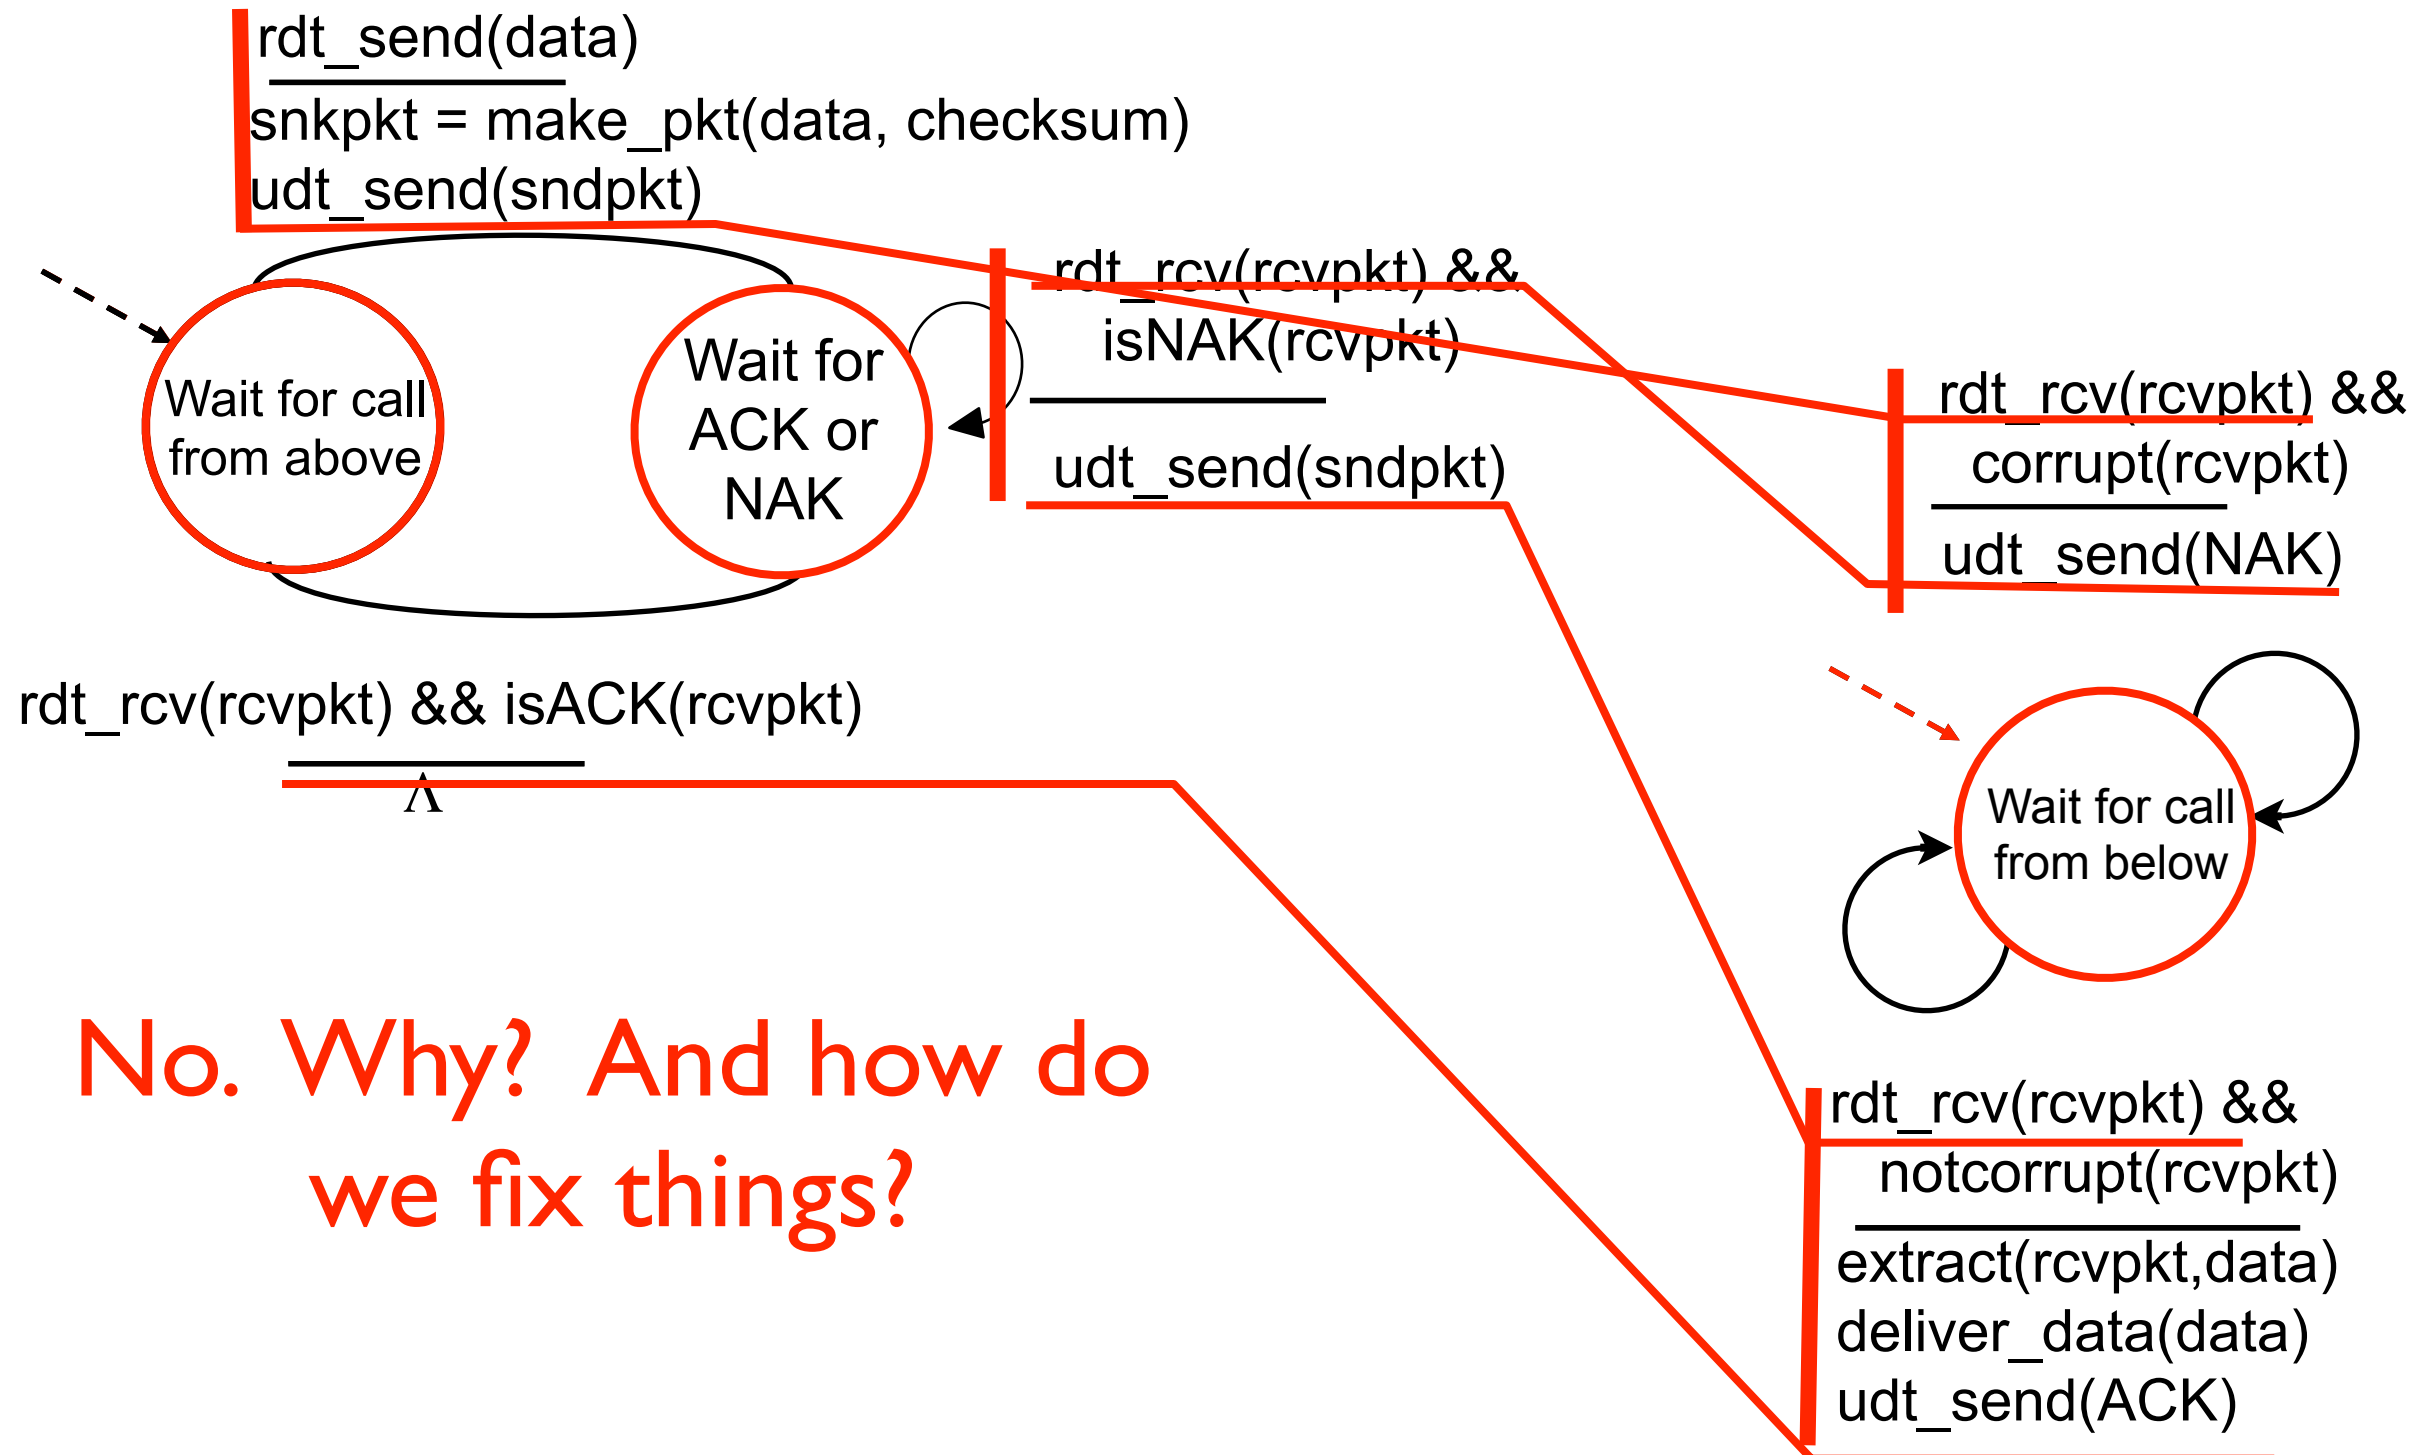 rdt_send(data)
snkpkt = make_pkt(data, checksum)
udt_send(sndpkt)
rdt_rcv(rcvpkt) &&
isNAK(rcvpkt)
udt_send(sndpkt)
Wait for call
from above
Wait for
ACK or
NAK
rdt_rcv(rcvpkt) &&
corrupt(rcvpkt)
udt_send(NAK)
rdt_rcv(rcvpkt) && isACK(rcvpkt)
Λ
Wait for call
from below
No. Why? And how do
we fix things?
rdt_rcv(rcvpkt) &&
notcorrupt(rcvpkt)
extract(rcvpkt,data)
deliver_data(data)
udt_send(ACK)